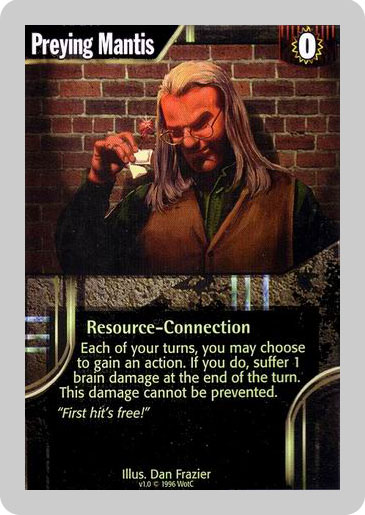 Preying Mantis
0
Resource-Connection
Each of your turns, you may choose
to gain an action. If you do, suffer 1
brain damage at the end of the turn.
This damage cannot be prevented.
“First hit’s free!”
Illus. Dan Frazier
v1.0 © 1996 WotC